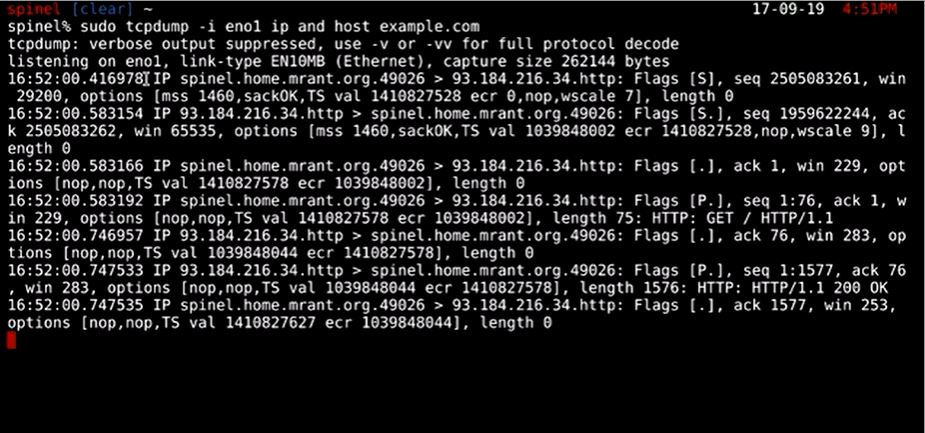 spinel [clear] ~ 17-09-19 4:51PM
spinel% sudo tcpdump -i eno1 ip and host example.com
tcpdump: verbose output suppressed, use -v or -vv for full protocol decode
listening on eno1, link-type EN10MB (Ethernet), capture size 262144 bytes
16:52:00.416978 IP spinel.home.mrant.org.49026 > 93.184.216.34.http: Flags [S], seq 2505083261, win
 29200, options [mss 1460,sackOK,TS val 1410827528 ecr 0,nop,wscale 7], length 0
16:52:00.583154 IP 93.184.216.34.http > spinel.home.mrant.org.49026: Flags [S.], seq 1959622244, ac
k 2505083262, win 65535, options [mss 1460,sackOK,TS val 1039848002 ecr 1410827528,nop,wscale 9], l
ength 0
16:52:00.583166 IP spinel.home.mrant.org.49026 > 93.184.216.34.http: Flags [.], ack 1, win 229, opt
ions [nop,nop,TS val 1410827578 ecr 1039848002], length 0
16:52:00.583192 IP spinel.home.mrant.org.49026 > 93.184.216.34.http: Flags [P.], seq 1:76, ack 1, w
in 229, options [nop,nop,TS val 1410827578 ecr 1039848002], length 75: HTTP: GET / HTTP/1.1
16:52:00.746957 IP 93.184.216.34.http > spinel.home.mrant.org.49026: Flags [.], ack 76, win 283, op
tions [nop,nop,TS val 1039848044 ecr 1410827578], length 0
16:52:00.747533 IP 93.184.216.34.http > spinel.home.mrant.org.49026: Flags [P.], seq 1:1577, ack 76
, win 283, options [nop,nop,TS val 1039848044 ecr 1410827578], length 1576: HTTP: HTTP/1.1 200 OK
16:52:00.747535 IP spinel.home.mrant.org.49026 > 93.184.216.34.http: Flags [.], ack 1577, win 253,
options [nop,nop,TS val 1410827627 ecr 1039848044], length 0